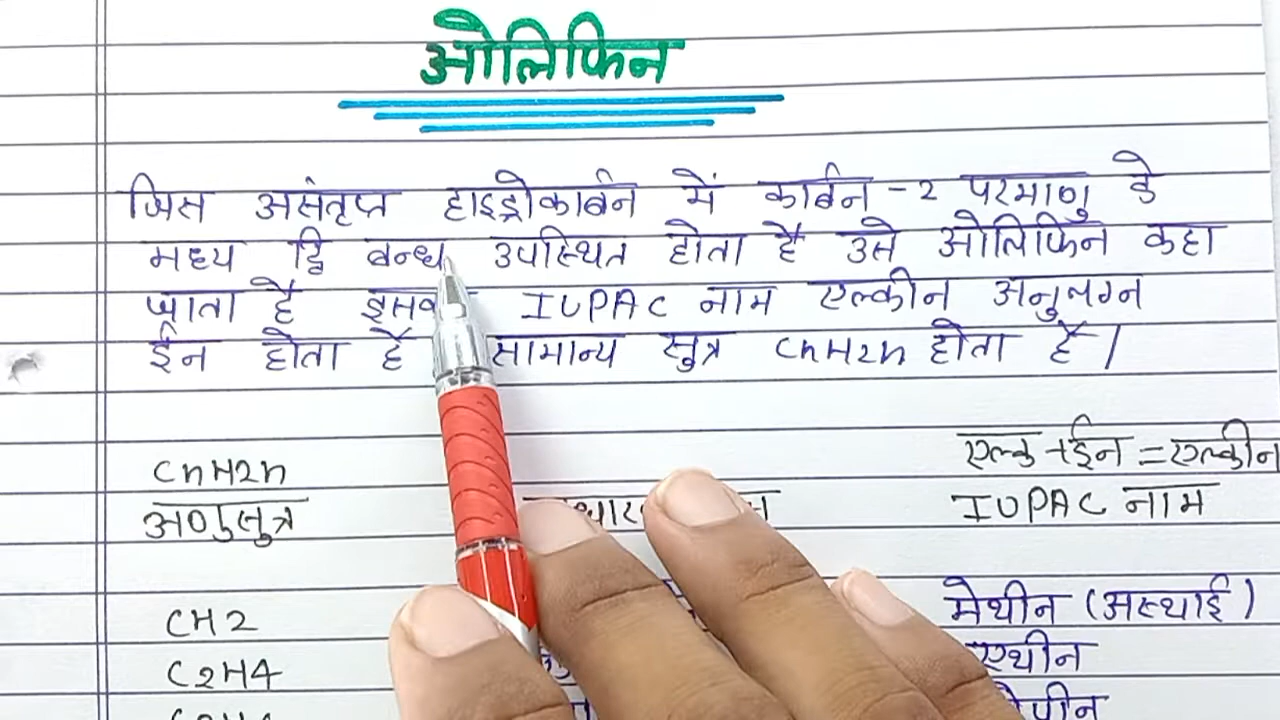 ओलिफिन
जिस असंतृप्त हाइड्रोकार्बन में कार्बन -2 परमाणु के
मध्य द्वि बन्ध उपस्थित होता है उसे ओलिफिन कहा
जाता है IUPAC नाम एल्कीन अनुलग्न
ईन होता है सामान्य सुत्र CnH2n होता है।
एल्क + ईन = एल्कीन
CnH2n
अणुसुत्र IUPAC नाम
CH2 मेथीन (अस्थाई)
C2H4 एथीन